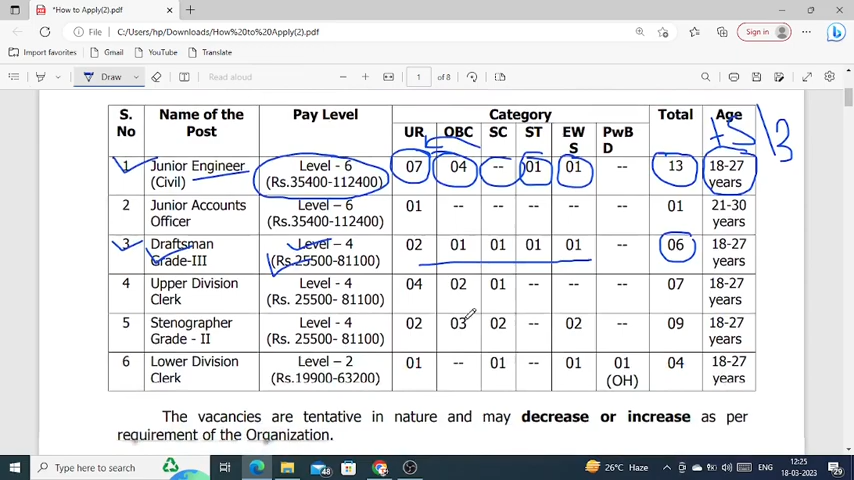 *How to Apply(2).pdf
File C:/Users/hp/Downloads/How%20to%20Apply(2).pdf
Sign in
Import favorites Gmail YouTube Translate
Draw Read aloud 1 of 8
S. No Name of the Post Pay Level Category Total Age
UR OBC SC ST EWS PwBD
+5 \ 3
1 Junior Engineer (Civil) Level - 6 (Rs.35400-112400) 07 04 -- 01 01 -- 13 18-27 years
2 Junior Accounts Officer Level - 6 (Rs.35400-112400) 01 -- -- -- -- -- 01 21-30 years
3 Draftsman Grade-III Level – 4 (Rs.25500-81100) 02 01 01 01 01 -- 06 18-27 years
4 Upper Division Clerk Level - 4 (Rs. 25500- 81100) 04 02 01 -- -- -- 07 18-27 years
5 Stenographer Grade - II Level - 4 (Rs. 25500- 81100) 02 03 02 -- 02 -- 09 18-27 years
6 Lower Division Clerk Level – 2 (Rs.19900-63200) 01 -- 01 -- 01 01 (OH) 04 18-27 years
The vacancies are tentative in nature and may decrease or increase as per
requirement of the Organization.
Type here to search 48 26°C Haze ENG 12:25 18-03-2023 29